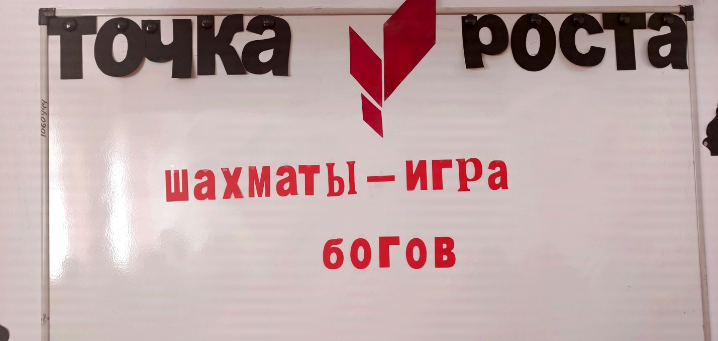 точка роста
шахматы – игра
богов